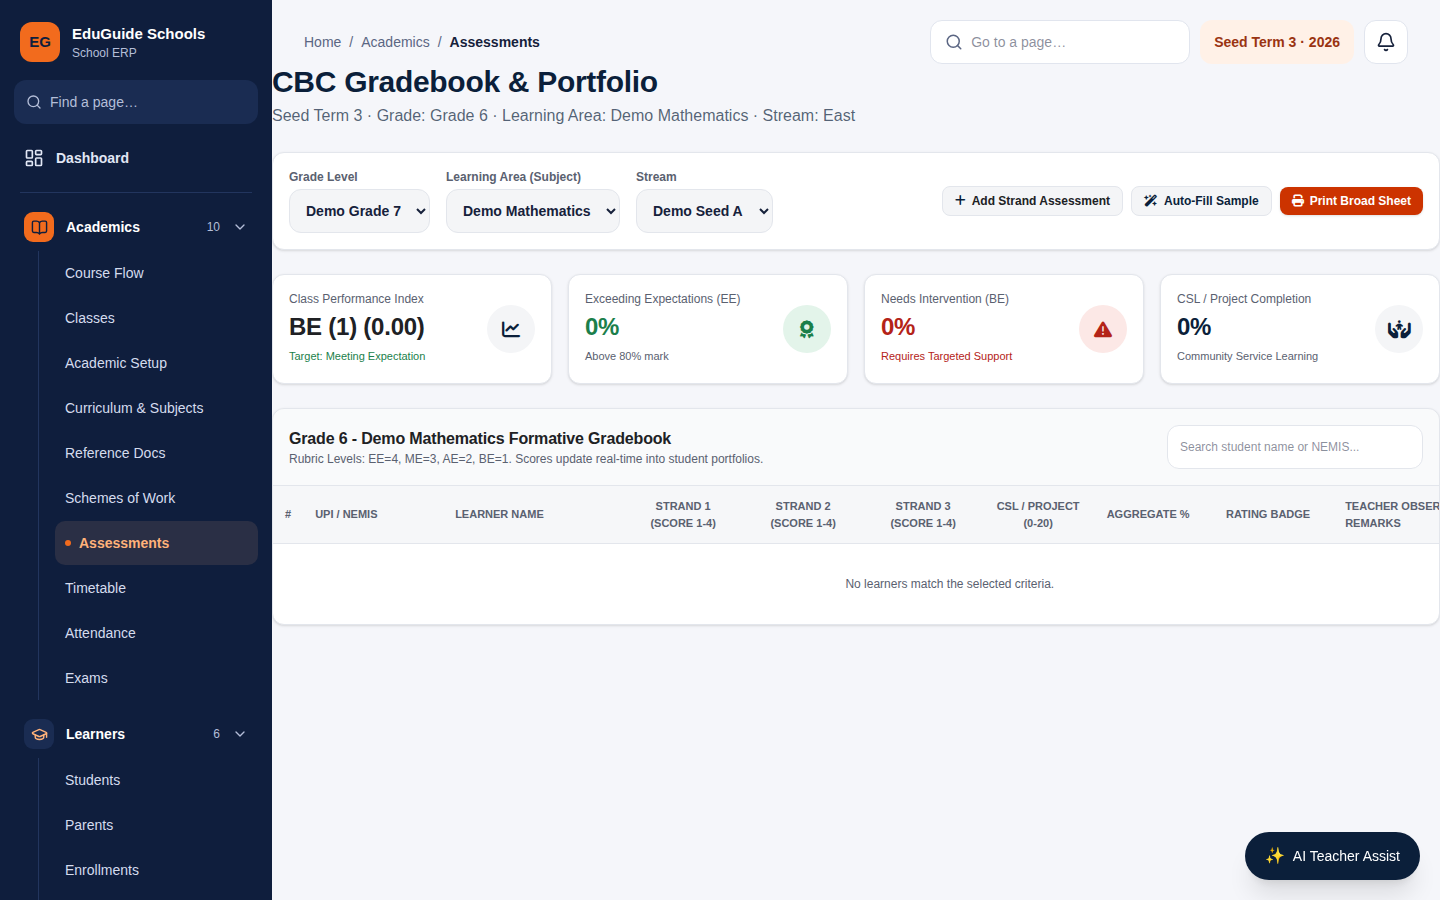 EG
EduGuide Schools
School ERP
Find a page…
Dashboard
Academics 10
Course Flow
Classes
Academic Setup
Curriculum & Subjects
Reference Docs
Schemes of Work
Assessments
Timetable
Attendance
Exams
Learners 6
Students
Parents
Enrollments
Home / Academics / Assessments
Go to a page…
Seed Term 3 · 2026
CBC Gradebook & Portfolio
Seed Term 3 · Grade: Grade 6 · Learning Area: Demo Mathematics · Stream: East
Grade Level
Demo Grade 7
Learning Area (Subject)
Demo Mathematics
Stream
Demo Seed A
Add Strand Assessment
Auto-Fill Sample
Print Broad Sheet
Class Performance Index
BE (1) (0.00)
Target: Meeting Expectation
Exceeding Expectations (EE)
0%
Above 80% mark
Needs Intervention (BE)
0%
Requires Targeted Support
CSL / Project Completion
0%
Community Service Learning
Grade 6 - Demo Mathematics Formative Gradebook
Rubric Levels: EE=4, ME=3, AE=2, BE=1. Scores update real-time into student portfolios.
Search student name or NEMIS...
#
UPI / NEMIS
LEARNER NAME
STRAND 1
(SCORE 1-4)
STRAND 2
(SCORE 1-4)
STRAND 3
(SCORE 1-4)
CSL / PROJECT
(0-20)
AGGREGATE %
RATING BADGE
TEACHER OBSER
REMARKS
No learners match the selected criteria.
AI Teacher Assist